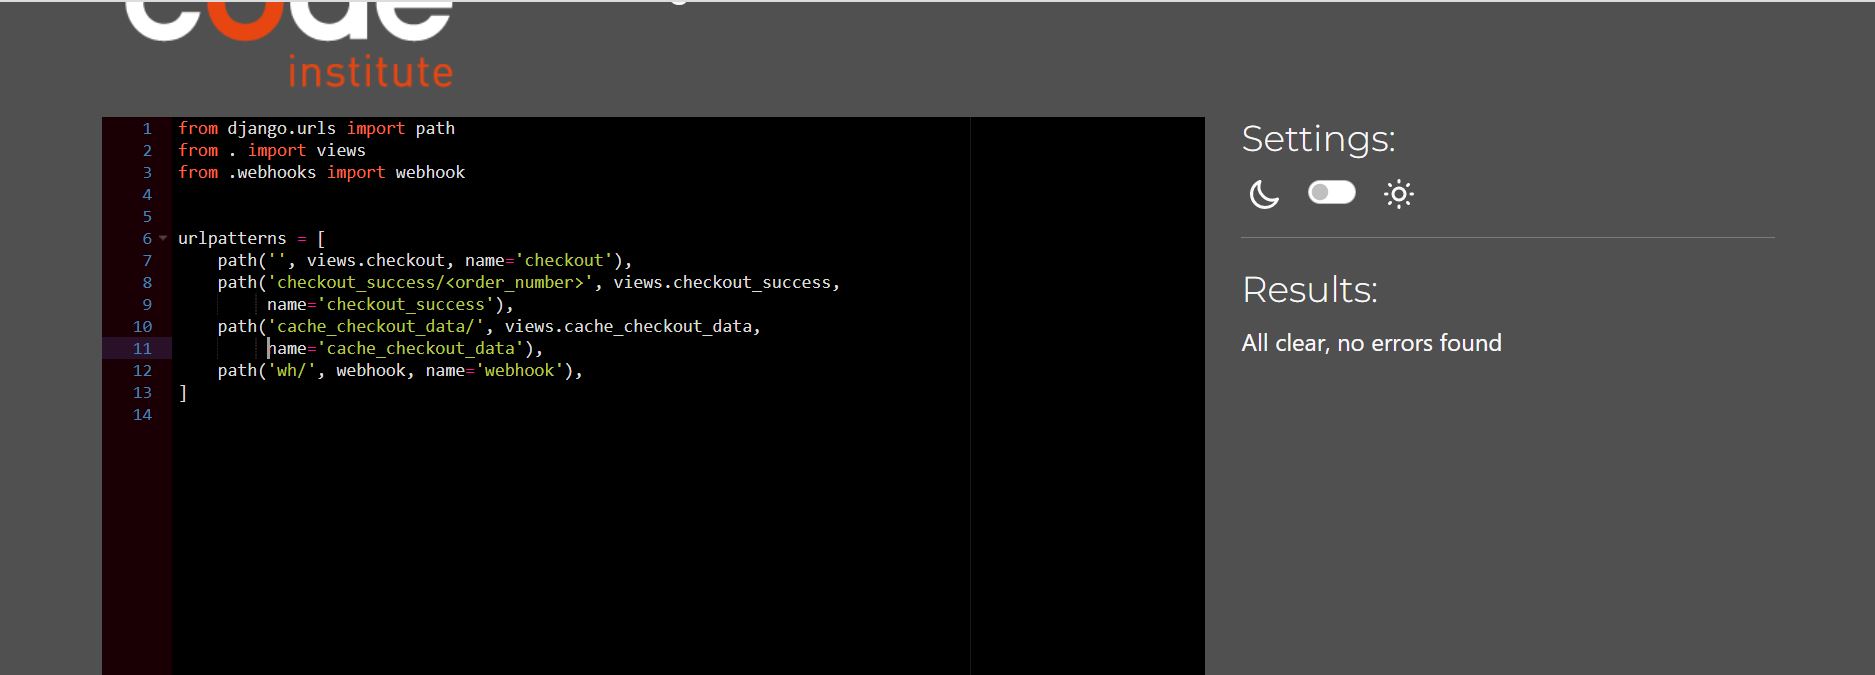 code
institute
1 from django.urls import path
2 from . import views
3 from .webhooks import webhook
4
5
6 urlpatterns = [
7     path('', views.checkout, name='checkout'),
8     path('checkout_success/<order_number>', views.checkout_success,
9          name='checkout_success'),
10     path('cache_checkout_data/', views.cache_checkout_data,
11          name='cache_checkout_data'),
12     path('wh/', webhook, name='webhook'),
13 ]
14
Settings:
Results:
All clear, no errors found